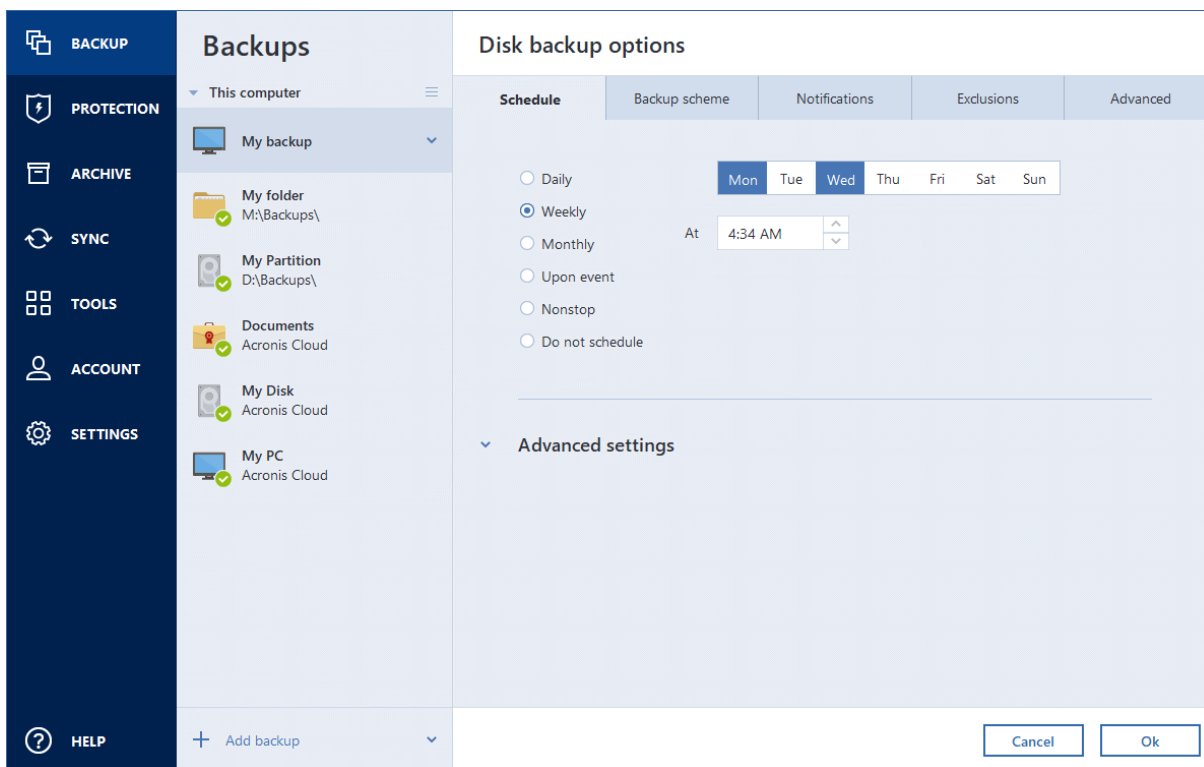 BACKUP
PROTECTION
ARCHIVE
SYNC
TOOLS
ACCOUNT
SETTINGS
HELP
Backups
This computer
My backup
My folder
M:\Backups\
My Partition
D:\Backups\
Documents
Acronis Cloud
My Disk
Acronis Cloud
My PC
Acronis Cloud
Add backup
Disk backup options
Schedule Backup scheme Notifications Exclusions Advanced
Daily
Weekly
Monthly
Upon event
Nonstop
Do not schedule
Mon Tue Wed Thu Fri Sat Sun
At 4:34 AM
Advanced settings
Cancel Ok